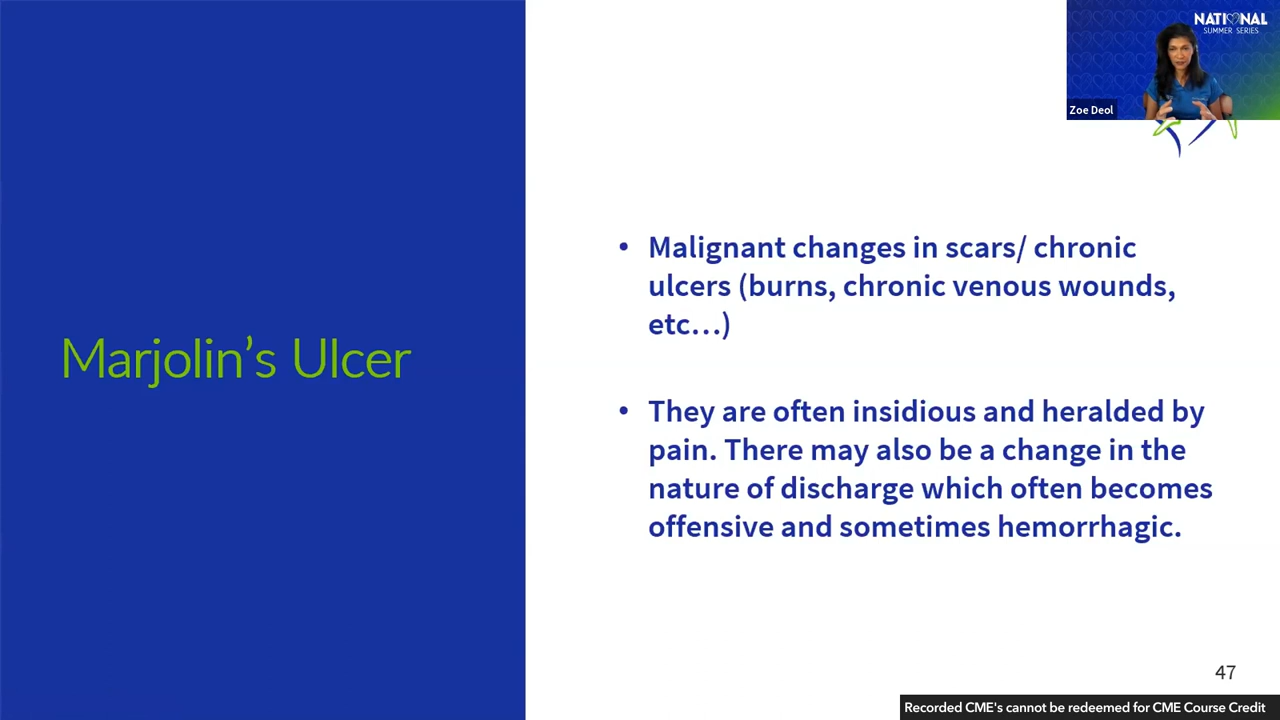 NATIONAL
SUMMER SERIES
Zoe Deol
Marjolin's Ulcer
• Malignant changes in scars/ chronic
ulcers (burns, chronic venous wounds,
etc...)
• They are often insidious and heralded by
pain. There may also be a change in the
nature of discharge which often becomes
offensive and sometimes hemorrhagic.
47
Recorded CME's cannot be redeemed for CME Course Credit